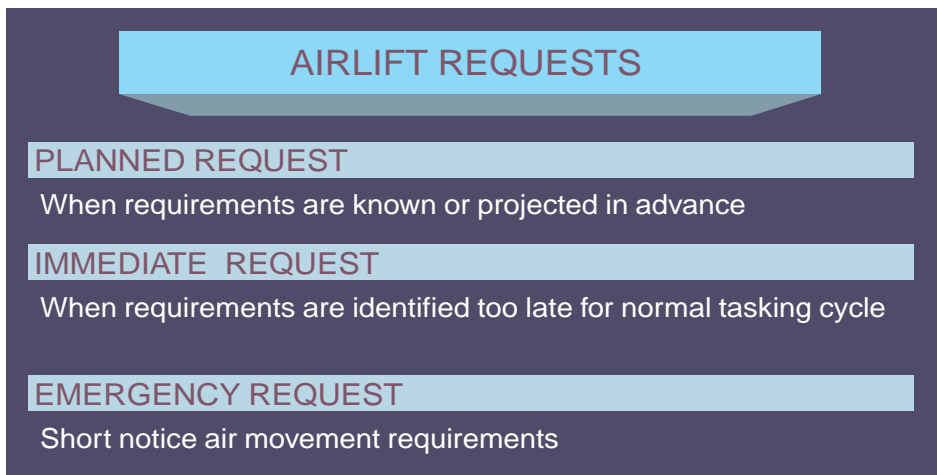 AIRLIFT REQUESTS
PLANNED REQUEST
When requirements are known or projected in advance
IMMEDIATE  REQUEST
When requirements are identified too late for normal tasking cycle
EMERGENCY REQUEST
Short notice air movement requirements